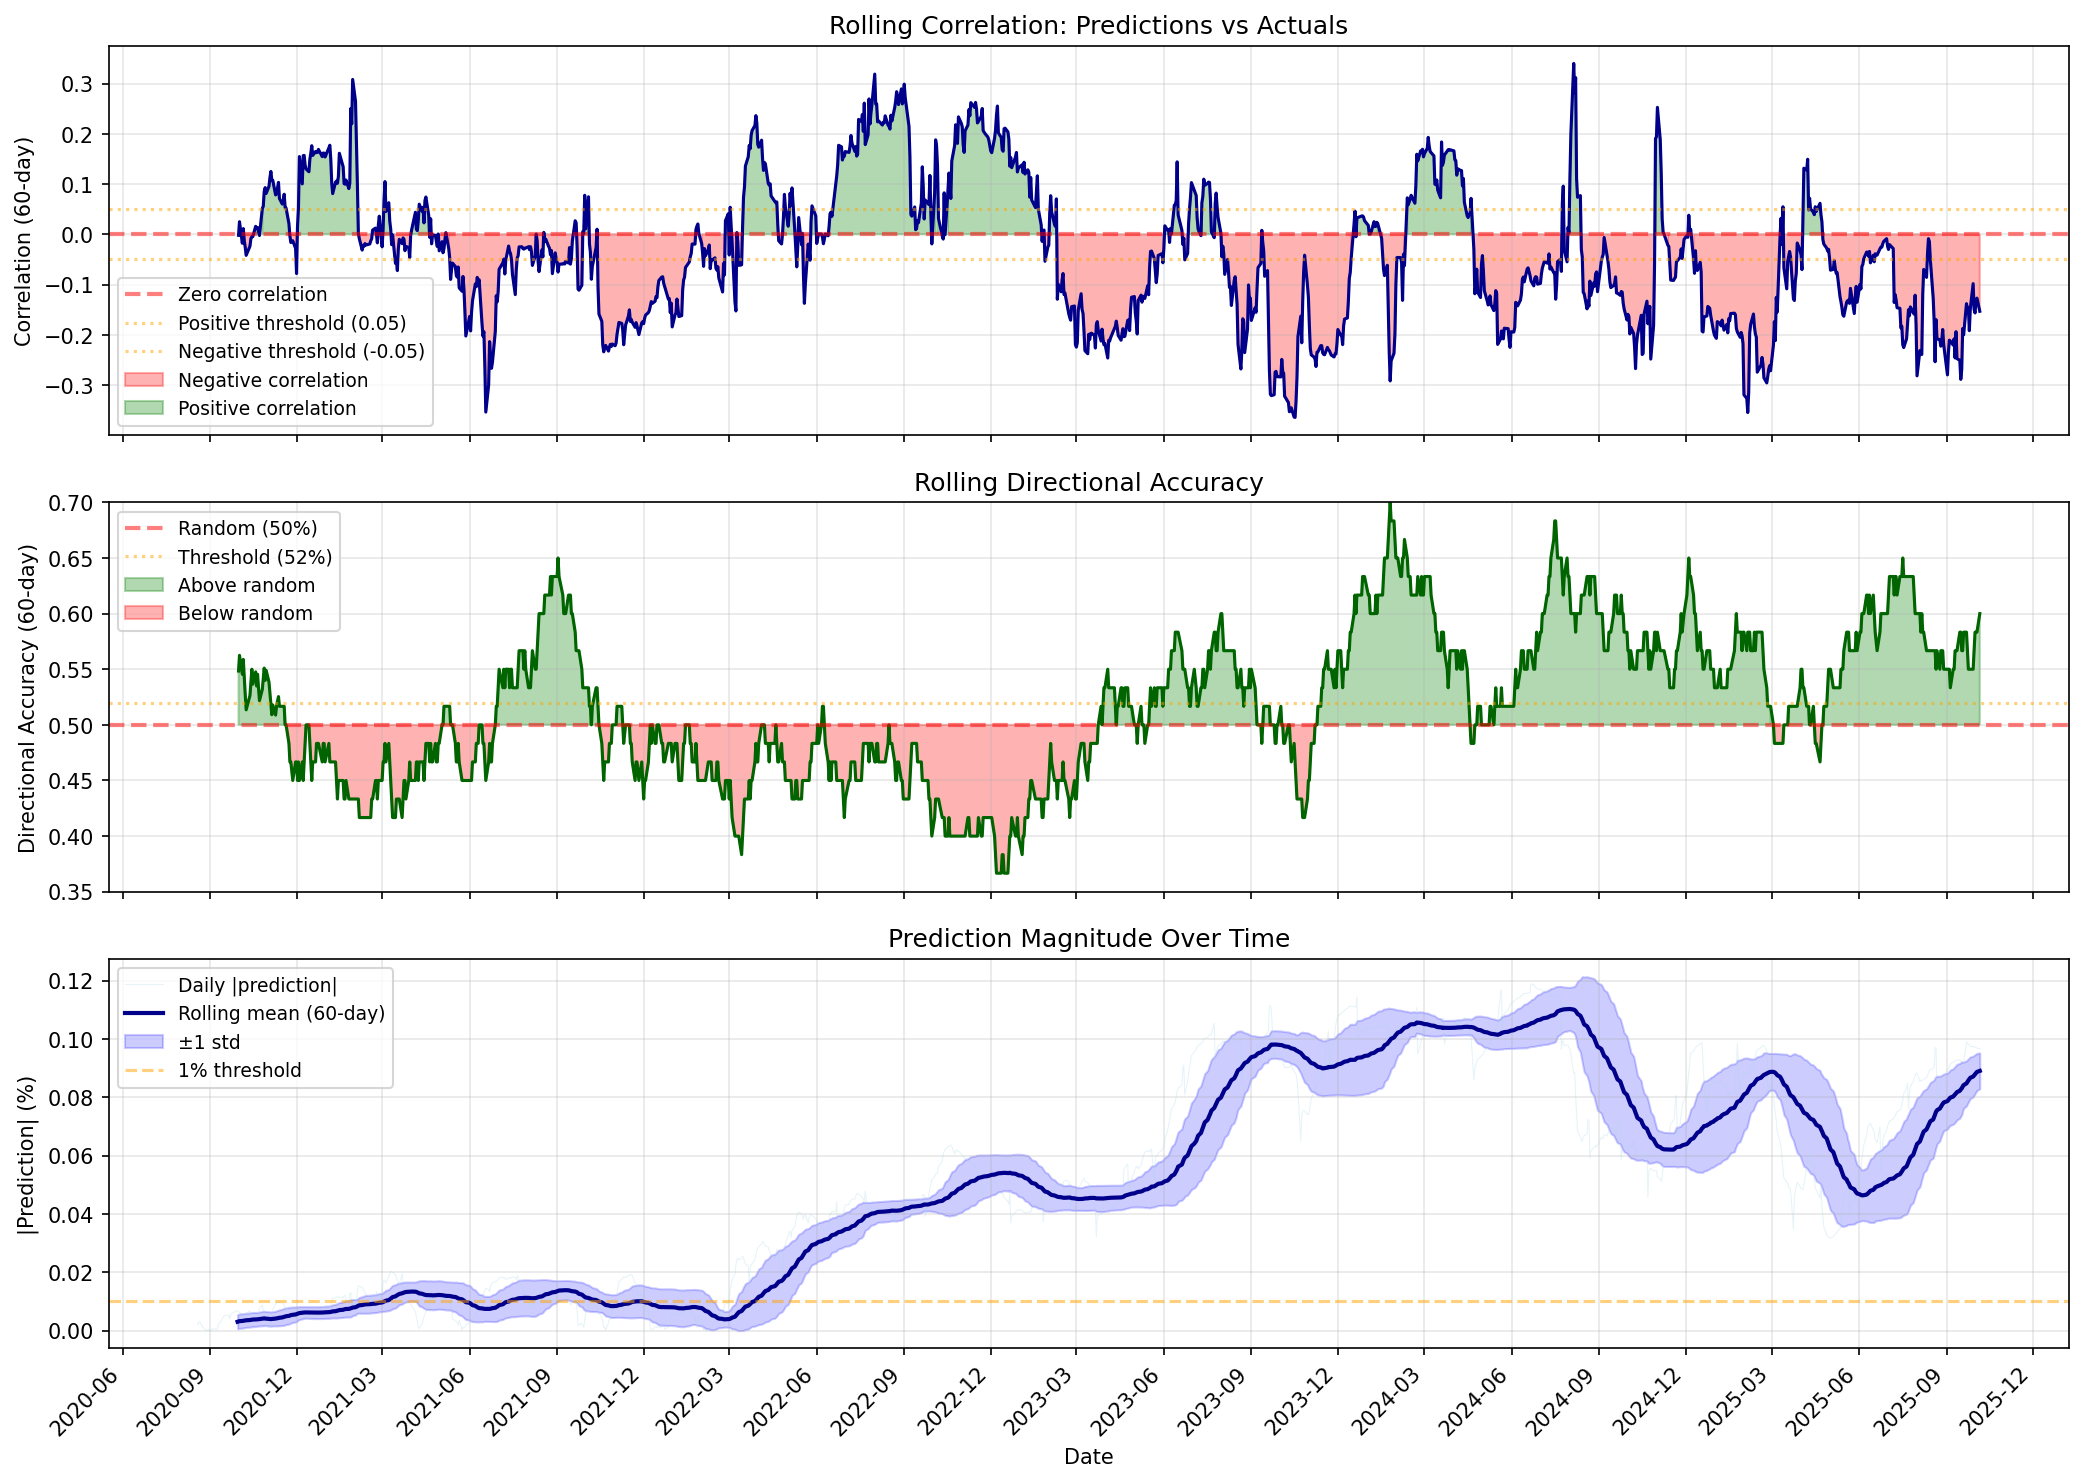 Rolling Correlation: Predictions vs Actuals
Correlation (60-day)
0.3
0.2
0.1
0.0
−0.1
−0.2
−0.3
Zero correlation
Positive threshold (0.05)
Negative threshold (-0.05)
Negative correlation
Positive correlation
Rolling Directional Accuracy
Directional Accuracy (60-day)
0.70
0.65
0.60
0.55
0.50
0.45
0.40
0.35
Random (50%)
Threshold (52%)
Above random
Below random
Prediction Magnitude Over Time
|Prediction| (%)
0.12
0.10
0.08
0.06
0.04
0.02
0.00
Daily |prediction|
Rolling mean (60-day)
±1 std
1% threshold
2020-06
2020-09
2020-12
2021-03
2021-06
2021-09
2021-12
2022-03
2022-06
2022-09
2022-12
2023-03
2023-06
2023-09
2023-12
2024-03
2024-06
2024-09
2024-12
2025-03
2025-06
2025-09
2025-12
Date